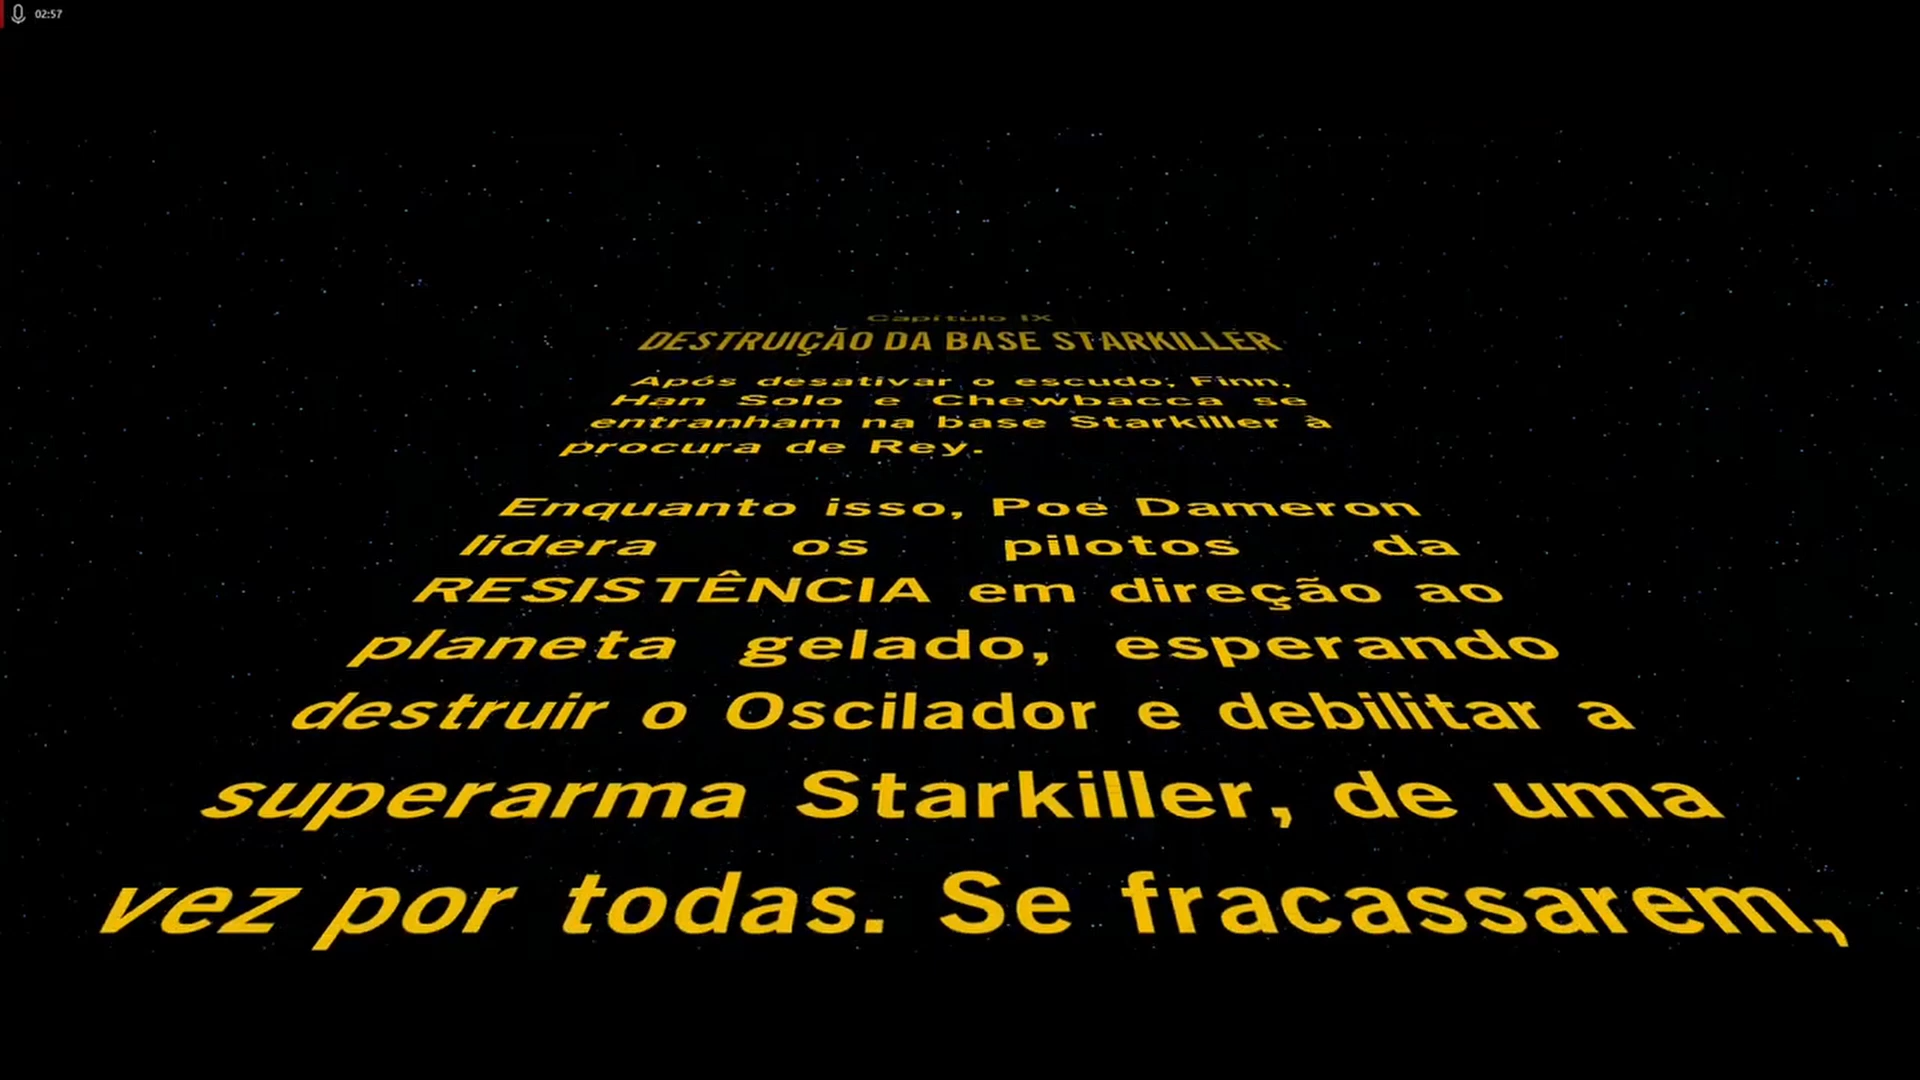 02:57
Capítulo IX
DESTRUIÇÃO DA BASE STARKILLER
Após desativar o escudo, Finn,
Han Solo e Chewbacca se
entranham na base Starkiller à
procura de Rey.
Enquanto isso, Poe Dameron
lidera os pilotos da
RESISTÊNCIA em direção ao
planeta gelado, esperando
destruir o Oscilador e debilitar a
superarma Starkiller, de uma
vez por todas. Se fracassarem,